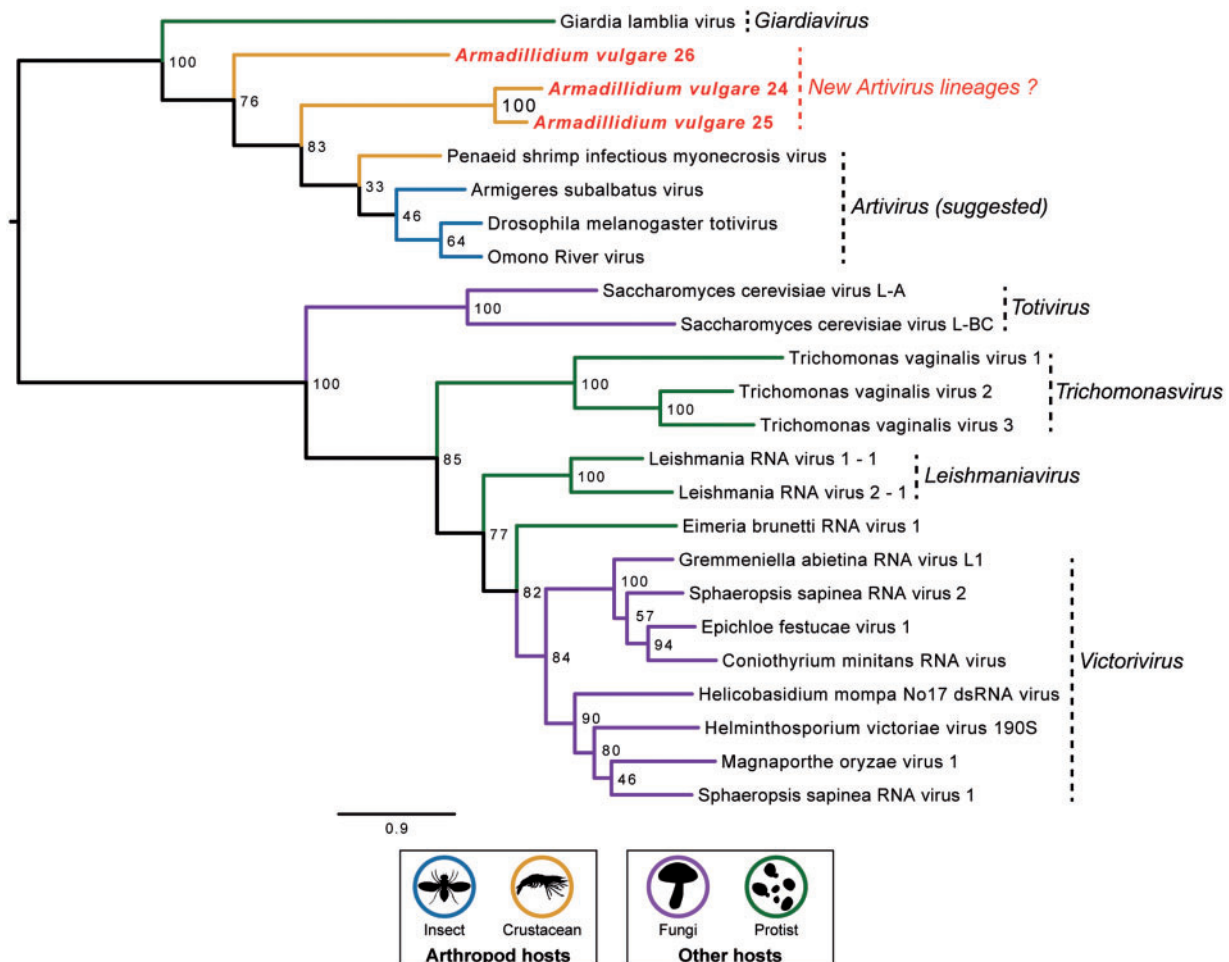 Giardia lamblia virus
Giardiavirus
100
Armadillidium vulgare 26
76
Armadillidium vulgare 24
New Artivirus lineages ?
100
Armadillidium vulgare 25
83
Penaeid shrimp infectious myonecrosis virus
33
Armigeres subalbatus virus
Artivirus (suggested)
46
Drosophila melanogaster totivirus
64
Omono River virus
Saccharomyces cerevisiae virus L-A
100
Totivirus
Saccharomyces cerevisiae virus L-BC
Trichomonas vaginalis virus 1
100
100
Trichomonas vaginalis virus 2
Trichomonasvirus
100
Trichomonas vaginalis virus 3
85
Leishmania RNA virus 1 - 1
100
Leishmaniavirus
Leishmania RNA virus 2 - 1
Eimeria brunetti RNA virus 1
77
Gremmeniella abietina RNA virus L1
100
82
Sphaeropsis sapinea RNA virus 2
57
Epichloe festucae virus 1
94
84
Coniothyrium minitans RNA virus
Victorivirus
Helicobasidium mompa No17 dsRNA virus
90
Helminthosporium victoriae virus 190S
80
Magnaporthe oryzae virus 1
46
Sphaeropsis sapinea RNA virus 1
0.9
Insect
Crustacean
Arthropod hosts
Fungi
Protist
Other hosts